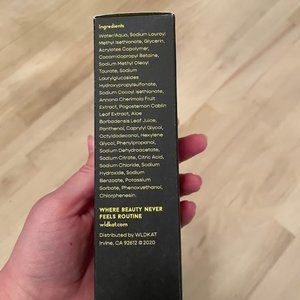 Ingredients
Water/Aqua, Sodium Lauroyl
Methyl Isethionate, Glycerin,
Acrylates Copolymer,
Cocamidopropyl Betaine,
Sodium Methyl Oleoyl
Taurate, Sodium
Laurylglucosides
Hydroxypropylsulfonate,
Sodium Cocoyl Isethionate,
Annona Cherimola Fruit
Extract, Pogostemon Cablin
Leaf Extract, Aloe
Barbadensis Leaf Juice,
Panthenol, Caprylyl Glycol,
Octyldodecanol, Hexylene
Glycol, Phenylpropanol,
Sodium Dehydroacetate,
Sodium Citrate, Citric Acid,
Sodium Chloride, Sodium
Hydroxide, Sodium
Benzoate, Potassium
Sorbate, Phenoxyethanol,
Chlorphenesin.
WHERE BEAUTY NEVER
FEELS ROUTINE
wldkat.com
Distributed by WLDKAT
Irvine, CA 92612 ©2020